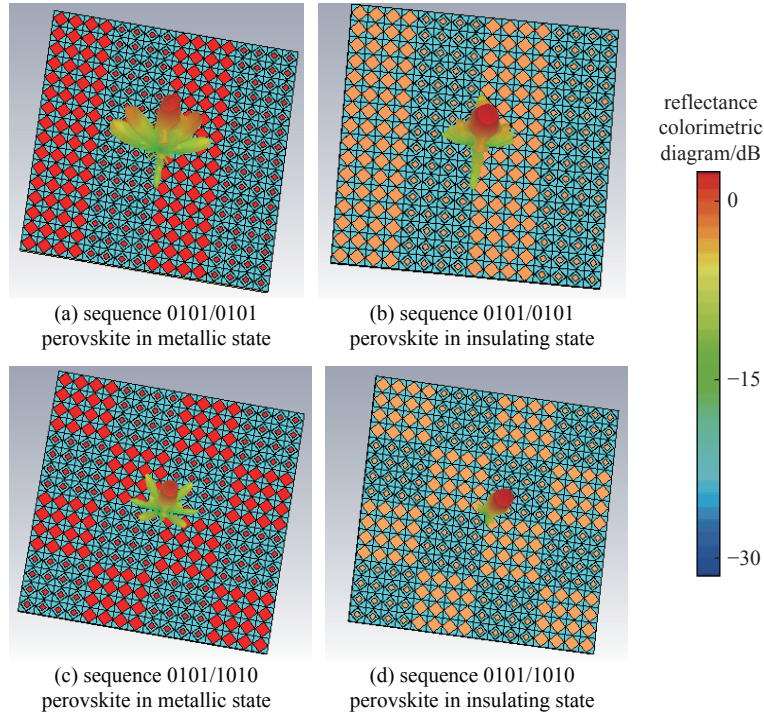 reflectance
colorimetric
diagram/dB
0
−15
−30
(a) sequence 0101/0101
perovskite in metallic state
(b) sequence 0101/0101
perovskite in insulating state
(c) sequence 0101/1010
perovskite in metallic state
(d) sequence 0101/1010
perovskite in insulating state